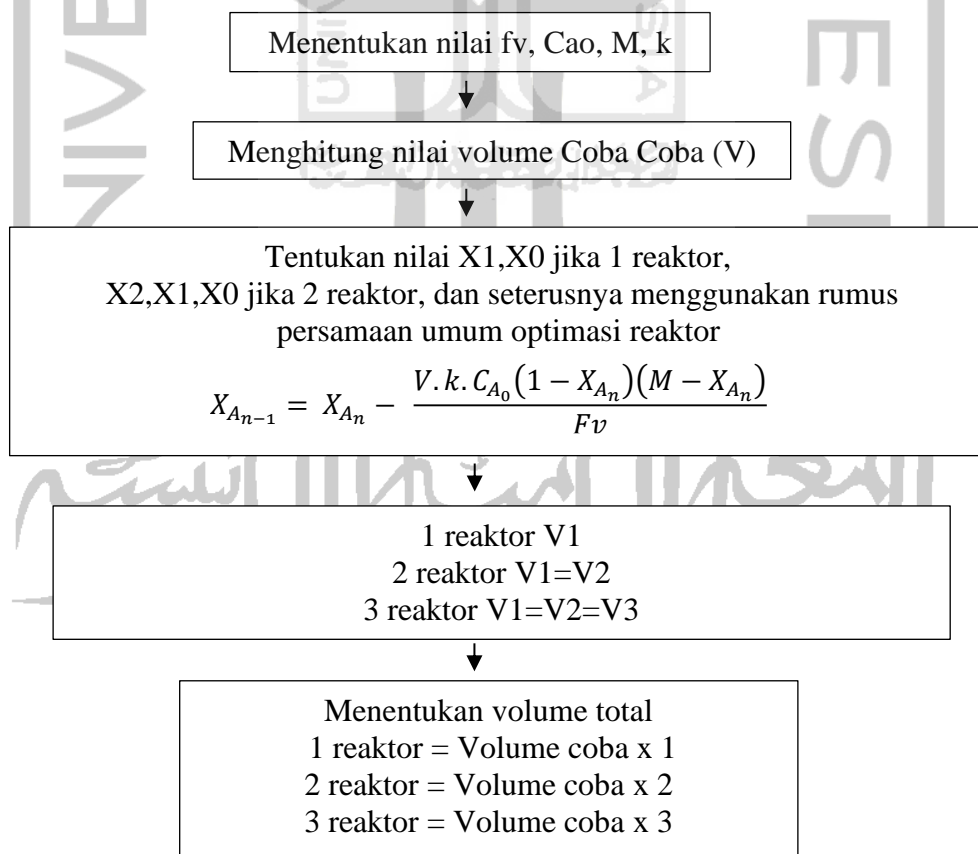 Menentukan nilai fv, Cao, M, k
Menghitung nilai volume Coba Coba (V)
Tentukan nilai X1,X0 jika 1 reaktor,
X2,X1,X0 jika 2 reaktor, dan seterusnya menggunakan rumus
persamaan umum optimasi reaktor
$X_{A_{n-1}} = X_{A_n} - \frac{V.k.C_{A_0}(1 - X_{A_n})(M - X_{A_n})}{Fv}$
1 reaktor V1
2 reaktor V1=V2
3 reaktor V1=V2=V3
Menentukan volume total
1 reaktor = Volume coba x 1
2 reaktor = Volume coba x 2
3 reaktor = Volume coba x 3